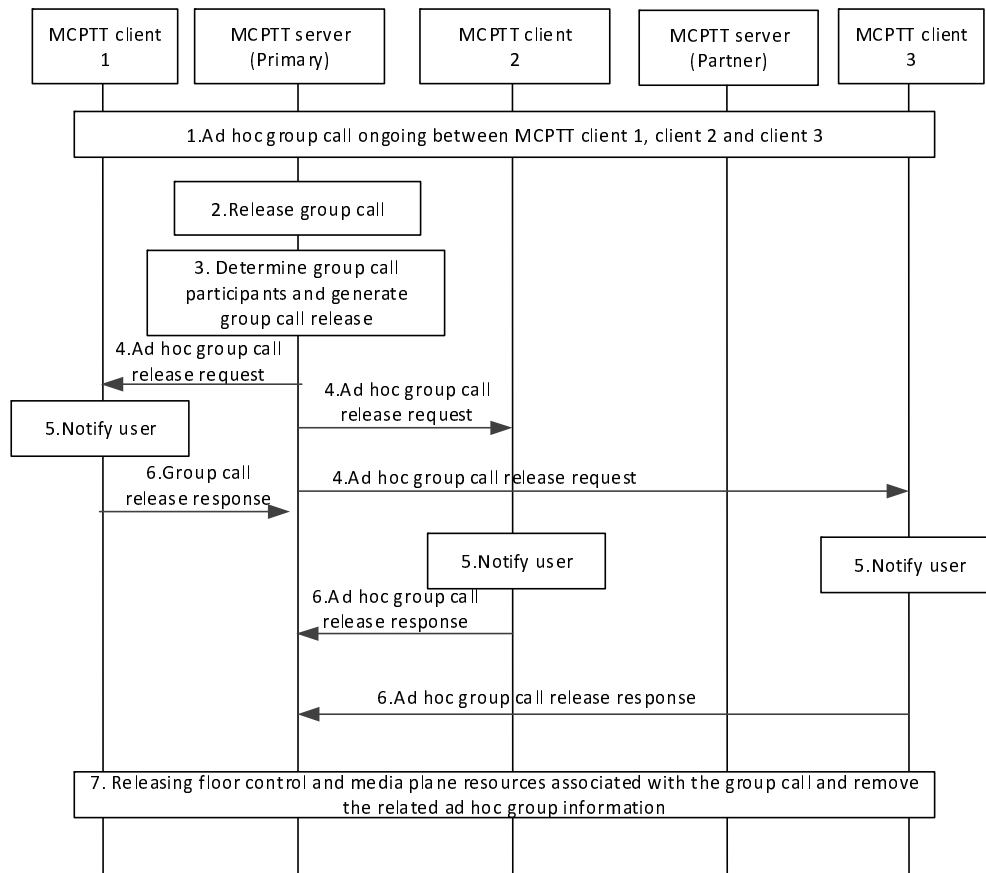 MCPTT client
1
MCPTT server
(Primary)
MCPTT client
2
MCPTT server
(Partner)
MCPTT client
3
1.Ad hoc group call ongoing between MCPTT client 1, client 2 and client 3
2.Release group call
3. Determine group call
participants and generate
group call release
4.Ad hoc group call
release request
4.Ad hoc group call
release request
5.Notify user
6.Group call
release response
4.Ad hoc group call release request
5.Notify user
5.Notify user
6.Ad hoc group call
release response
6.Ad hoc group call release response
7. Releasing floor control and media plane resources associated with the group call and remove
the related ad hoc group information